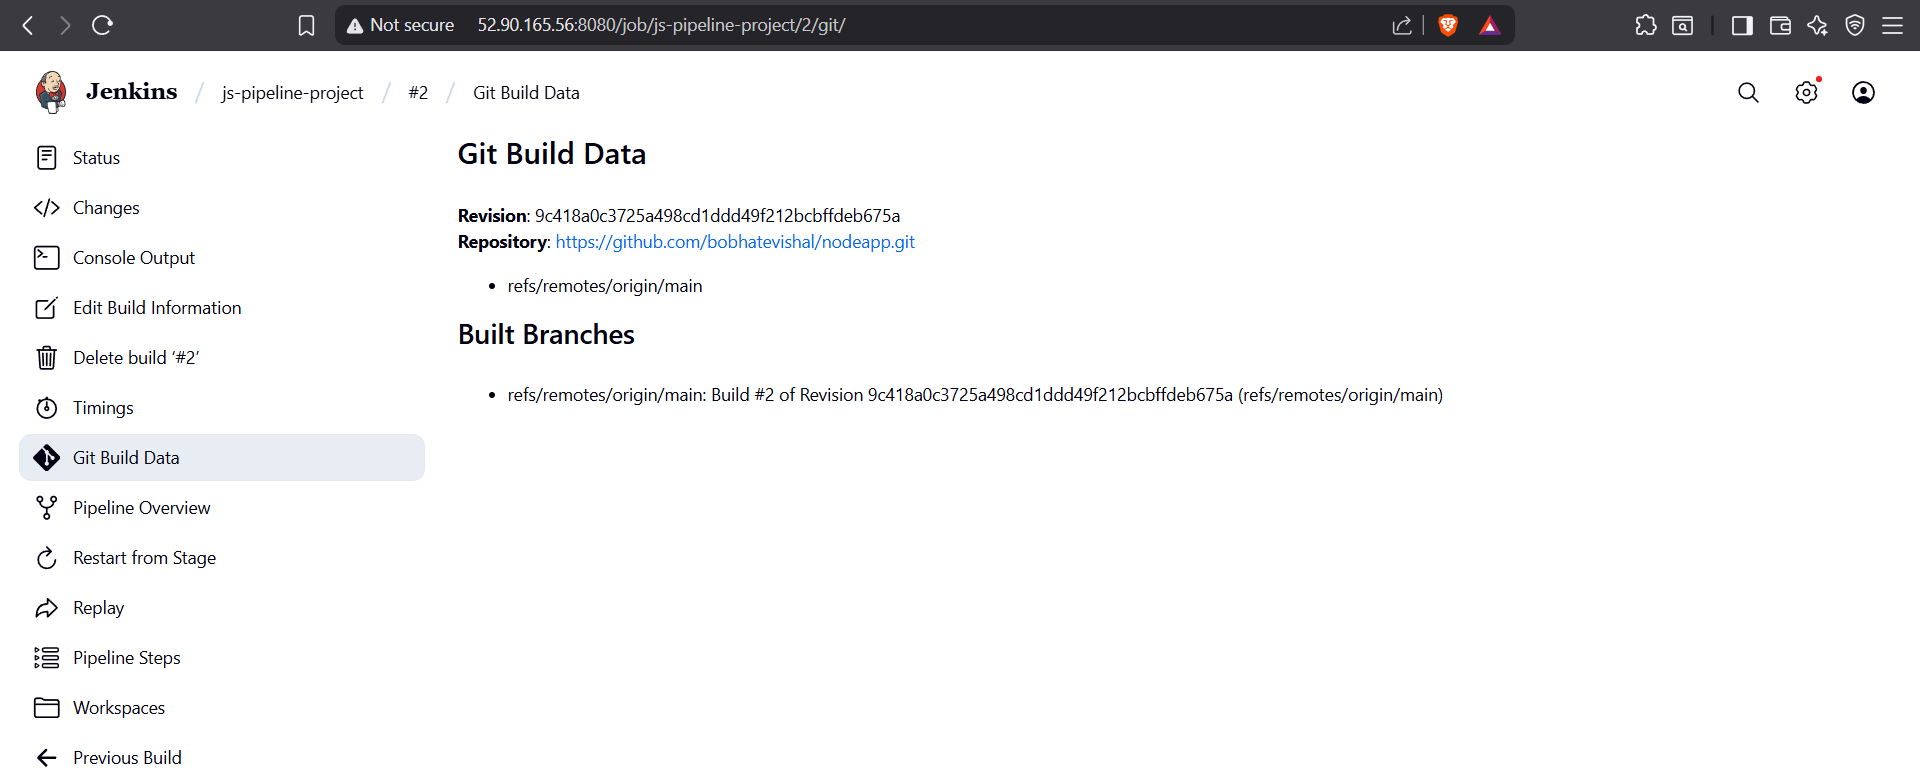 Not secure 52.90.165.56:8080/job/js-pipeline-project/2/git/
Jenkins / js-pipeline-project / #2 / Git Build Data
Status
Changes
Console Output
Edit Build Information
Delete build ‘#2’
Timings
Git Build Data
Pipeline Overview
Restart from Stage
Replay
Pipeline Steps
Workspaces
Previous Build
Git Build Data
Revision: 9c418a0c3725a498cd1ddd49f212bcbffdeb675a
Repository: https://github.com/bobhatevishal/nodeapp.git
• refs/remotes/origin/main
Built Branches
• refs/remotes/origin/main: Build #2 of Revision 9c418a0c3725a498cd1ddd49f212bcbffdeb675a (refs/remotes/origin/main)